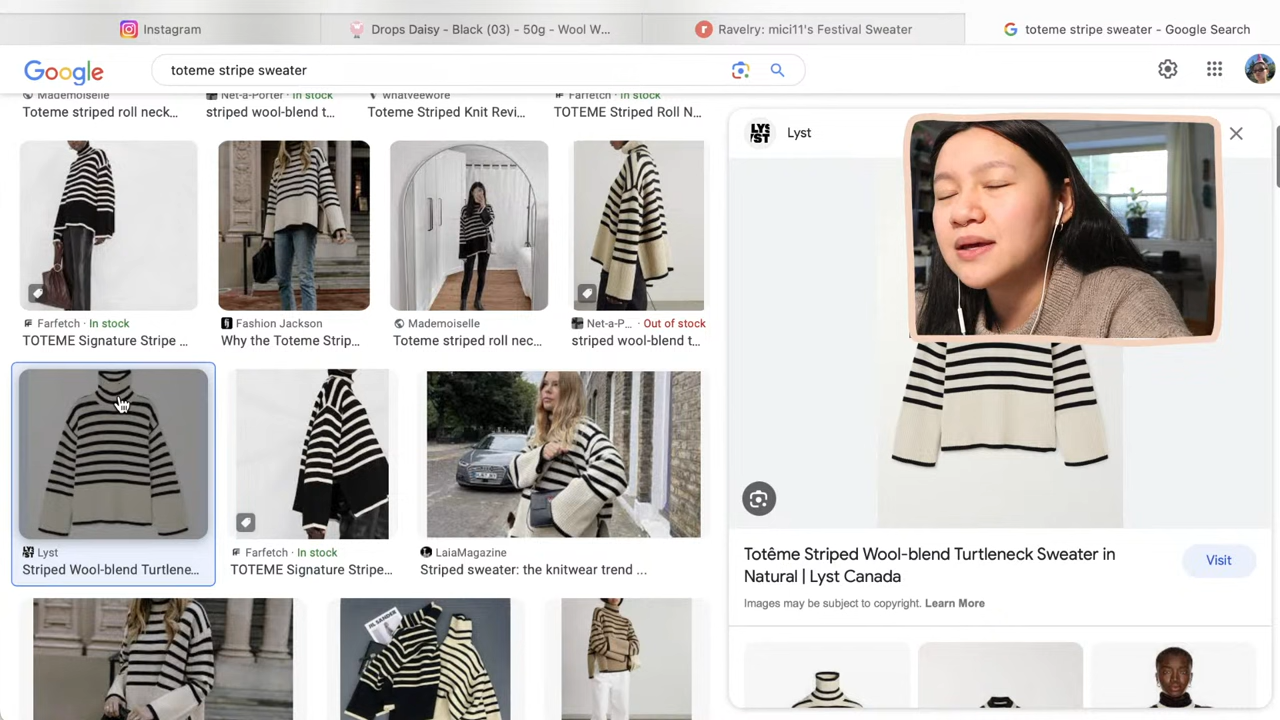 Instagram
Drops Daisy - Black (03) - 50g - Wool W...
Ravelry: mici11's Festival Sweater
toteme stripe sweater - Google Search
Google
toteme stripe sweater
Mademoiselle
Net-a-Porter · In stock
whatveewore
Farfetch · In stock
Toteme striped roll neck...
striped wool-blend t...
Toteme Striped Knit Revi...
TOTEME Striped Roll N...
Lyst
Farfetch · In stock
Fashion Jackson
Mademoiselle
Net-a-P... · Out of stock
TOTEME Signature Stripe ...
Why the Toteme Strip...
Toteme striped roll nec...
striped wool-blend t...
Lyst
Farfetch · In stock
LaiaMagazine
Striped Wool-blend Turtlene...
TOTEME Signature Stripe...
Striped sweater: the knitwear trend ...
Totême Striped Wool-blend Turtleneck Sweater in
Natural | Lyst Canada
Visit
Images may be subject to copyright. Learn More
JIL SANDER